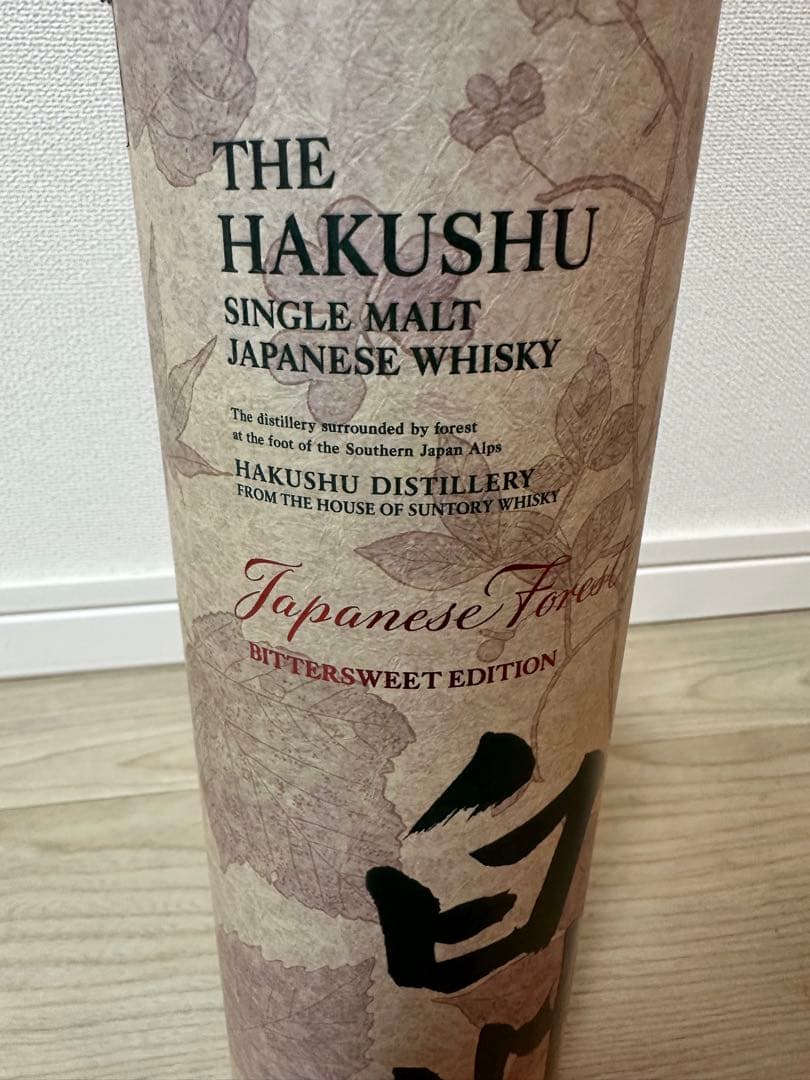 THE
HAKUSHU
SINGLE MALT
JAPANESE WHISKY
The distillery surrounded by forest
at the foot of the Southern Japan Alps
HAKUSHU DISTILLERY
FROM THE HOUSE OF SUNTORY WHISKY
Japanese Forest
BITTERSWEET EDITION
白